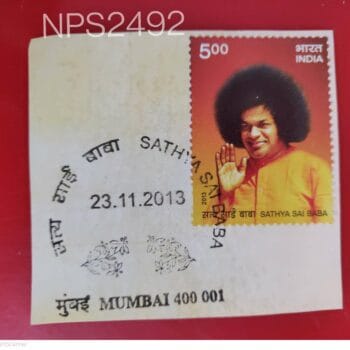 NPS2492
5.00 भारत
INDIA
2013
सत्य साई बाबा SATHYA SAI BABA
सत्य साई बाबा SATHYA SAI BABA
23.11.2013
मुंबई MUMBAI 400 001